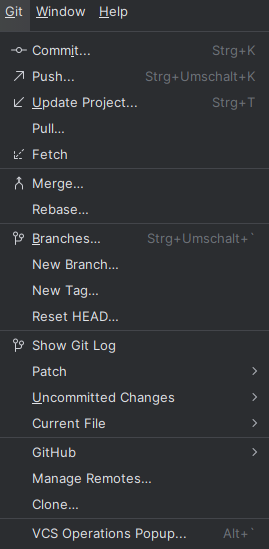 Git Window Help
Commit... Strg+K
Push... Strg+Umschalt+K
Update Project... Strg+T
Pull...
Fetch
Merge...
Rebase...
Branches... Strg+Umschalt+`
New Branch...
New Tag...
Reset HEAD...
Show Git Log
Patch
Uncommitted Changes
Current File
GitHub
Manage Remotes...
Clone...
VCS Operations Popup... Alt+`